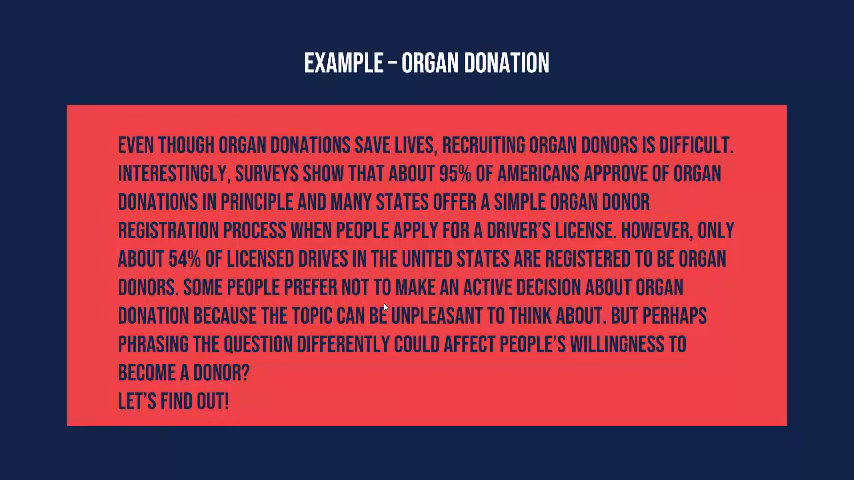 EXAMPLE – ORGAN DONATION
EVEN THOUGH ORGAN DONATIONS SAVE LIVES, RECRUITING ORGAN DONORS IS DIFFICULT.
INTERESTINGLY, SURVEYS SHOW THAT ABOUT 95% OF AMERICANS APPROVE OF ORGAN
DONATIONS IN PRINCIPLE AND MANY STATES OFFER A SIMPLE ORGAN DONOR
REGISTRATION PROCESS WHEN PEOPLE APPLY FOR A DRIVER'S LICENSE. HOWEVER, ONLY
ABOUT 54% OF LICENSED DRIVES IN THE UNITED STATES ARE REGISTERED TO BE ORGAN
DONORS. SOME PEOPLE PREFER NOT TO MAKE AN ACTIVE DECISION ABOUT ORGAN
DONATION BECAUSE THE TOPIC CAN BE UNPLEASANT TO THINK ABOUT. BUT PERHAPS
PHRASING THE QUESTION DIFFERENTLY COULD AFFECT PEOPLE'S WILLINGNESS TO
BECOME A DONOR?
LET'S FIND OUT!